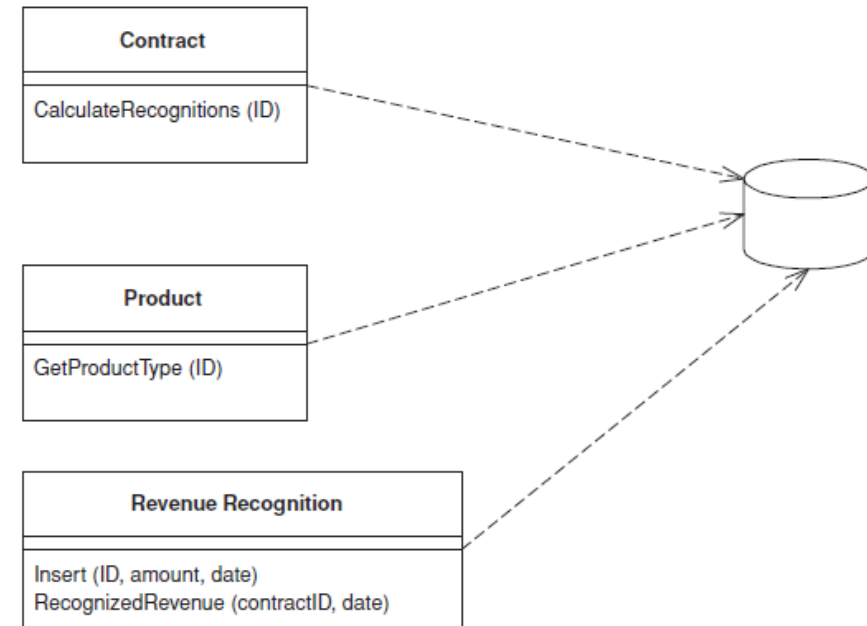 Contract
CalculateRecognitions (ID)
Product
GetProductType (ID)
Revenue Recognition
Insert (ID, amount, date)
RecognizedRevenue (contractID, date)